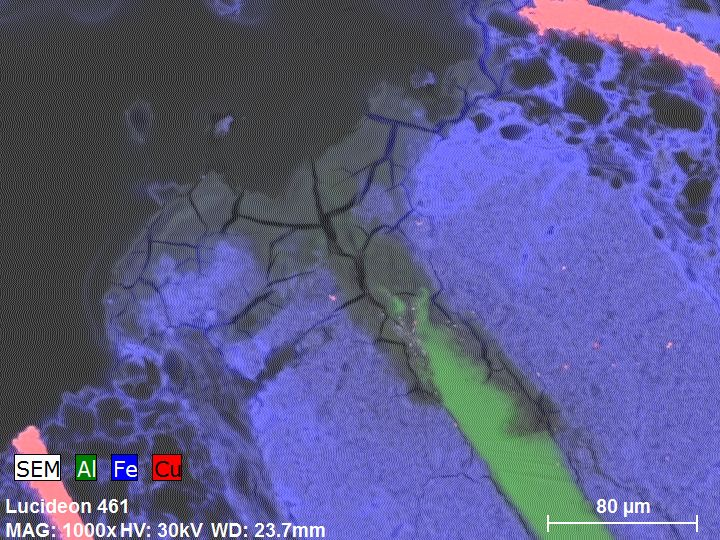 SEM Al Fe Cu
Lucideon 461
80 µm
MAG: 1000x HV: 30kV WD: 23.7mm